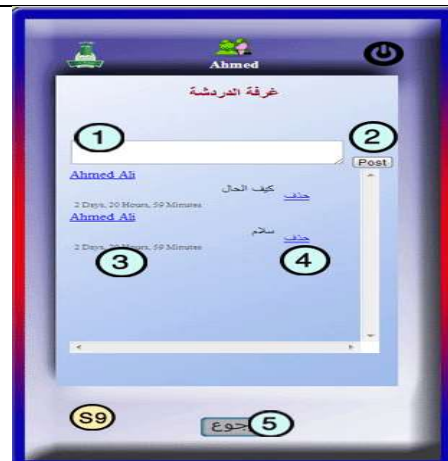 Ahmed
غرفة الدردشة
1
2
Post
Ahmed Ali
كيف الحال
حذف
2 Days, 20 Hours, 59 Minutes
Ahmed Ali
سلام
حذف
2 Days, 20 Hours, 59 Minutes
3
4
S9
جوع
5